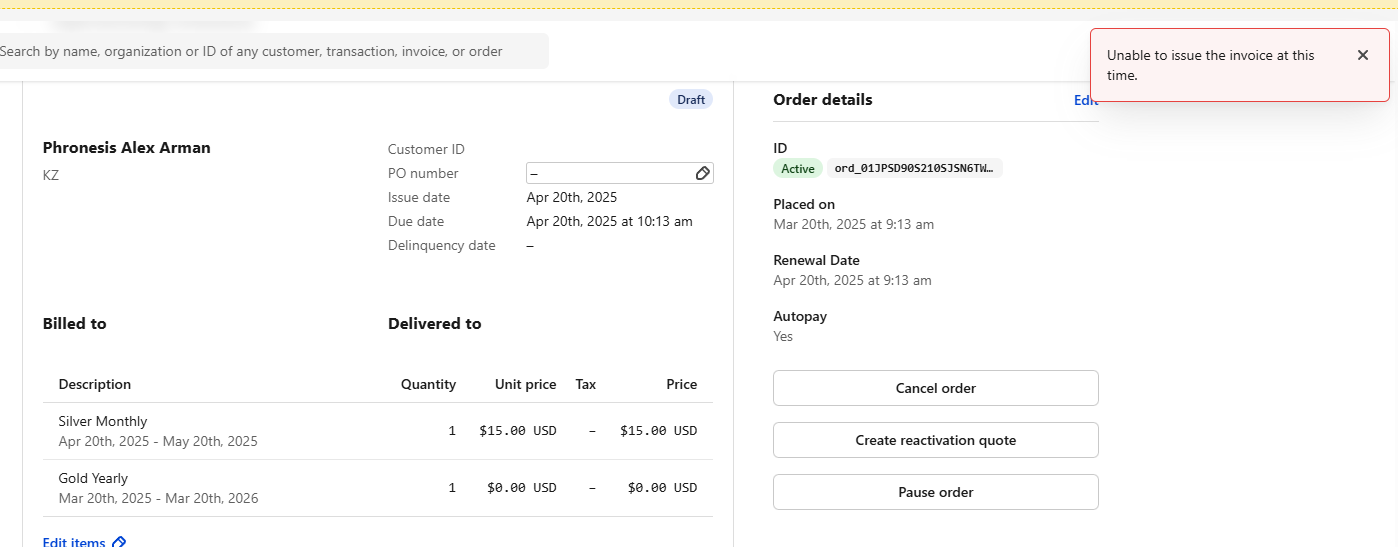 Search by name, organization or ID of any customer, transaction, invoice, or order
Unable to issue the invoice at this
time.
Draft
Phronesis Alex Arman
KZ
Customer ID
PO number –
Issue date Apr 20th, 2025
Due date Apr 20th, 2025 at 10:13 am
Delinquency date –
Billed to
Delivered to
Description Quantity Unit price Tax Price
Silver Monthly
Apr 20th, 2025 - May 20th, 2025
1 $15.00 USD – $15.00 USD
Gold Yearly
Mar 20th, 2025 - Mar 20th, 2026
1 $0.00 USD – $0.00 USD
Edit items
Order details
Edit
ID
Active ord_01JPSD90S210SJSN6TW…
Placed on
Mar 20th, 2025 at 9:13 am
Renewal Date
Apr 20th, 2025 at 9:13 am
Autopay
Yes
Cancel order
Create reactivation quote
Pause order